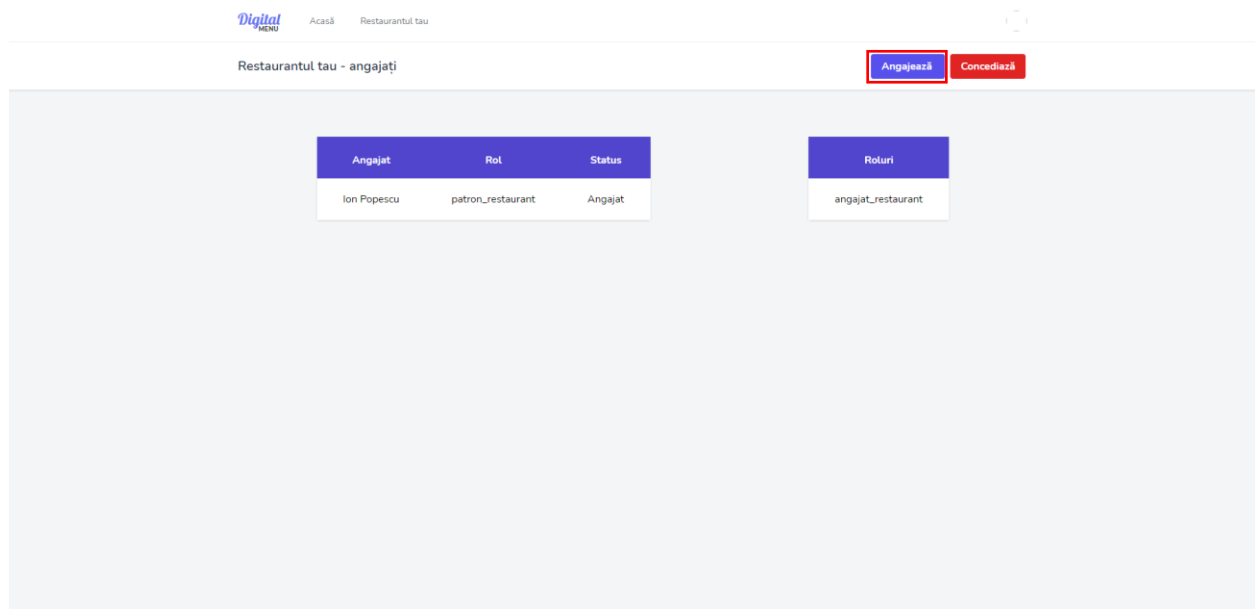 Digital
MENU
Acasă Restaurantul tau
Restaurantul tau - angajați
Angajează Concediază
Angajat Rol Status
Ion Popescu patron_restaurant Angajat
Roluri
angajat_restaurant